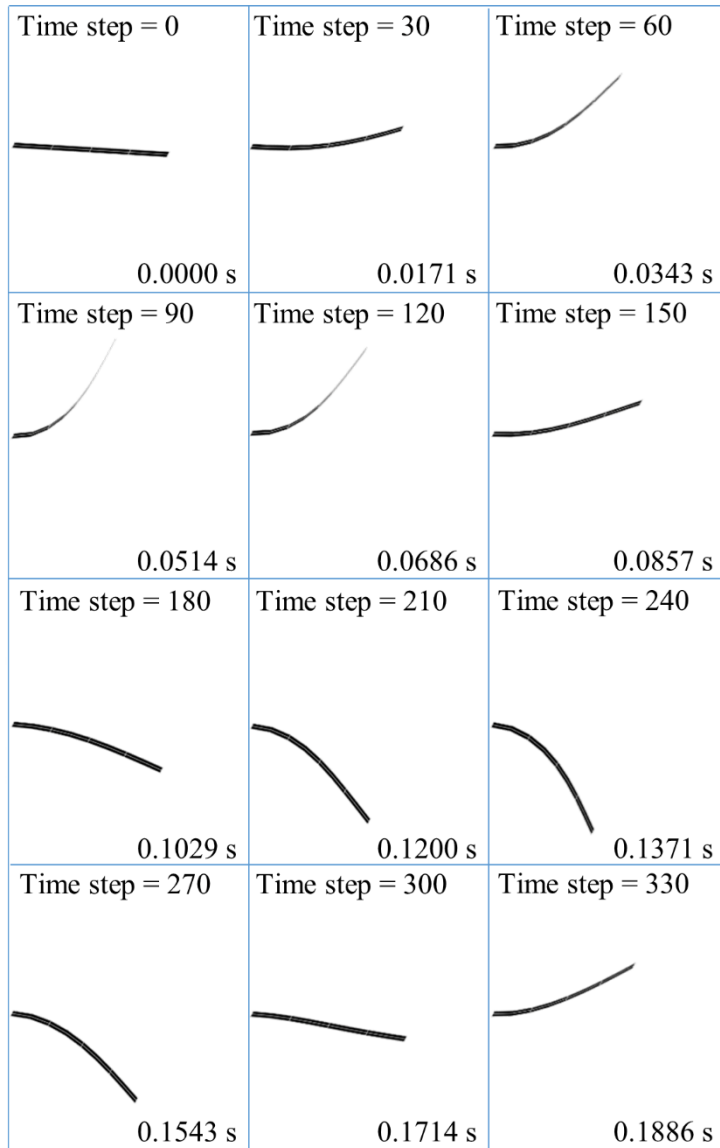 Time step = 0
Time step = 30
Time step = 60
0.0000 s
0.0171 s
0.0343 s
Time step = 90
Time step = 120
Time step = 150
0.0514 s
0.0686 s
0.0857 s
Time step = 180
Time step = 210
Time step = 240
0.1029 s
0.1200 s
0.1371 s
Time step = 270
Time step = 300
Time step = 330
0.1543 s
0.1714 s
0.1886 s